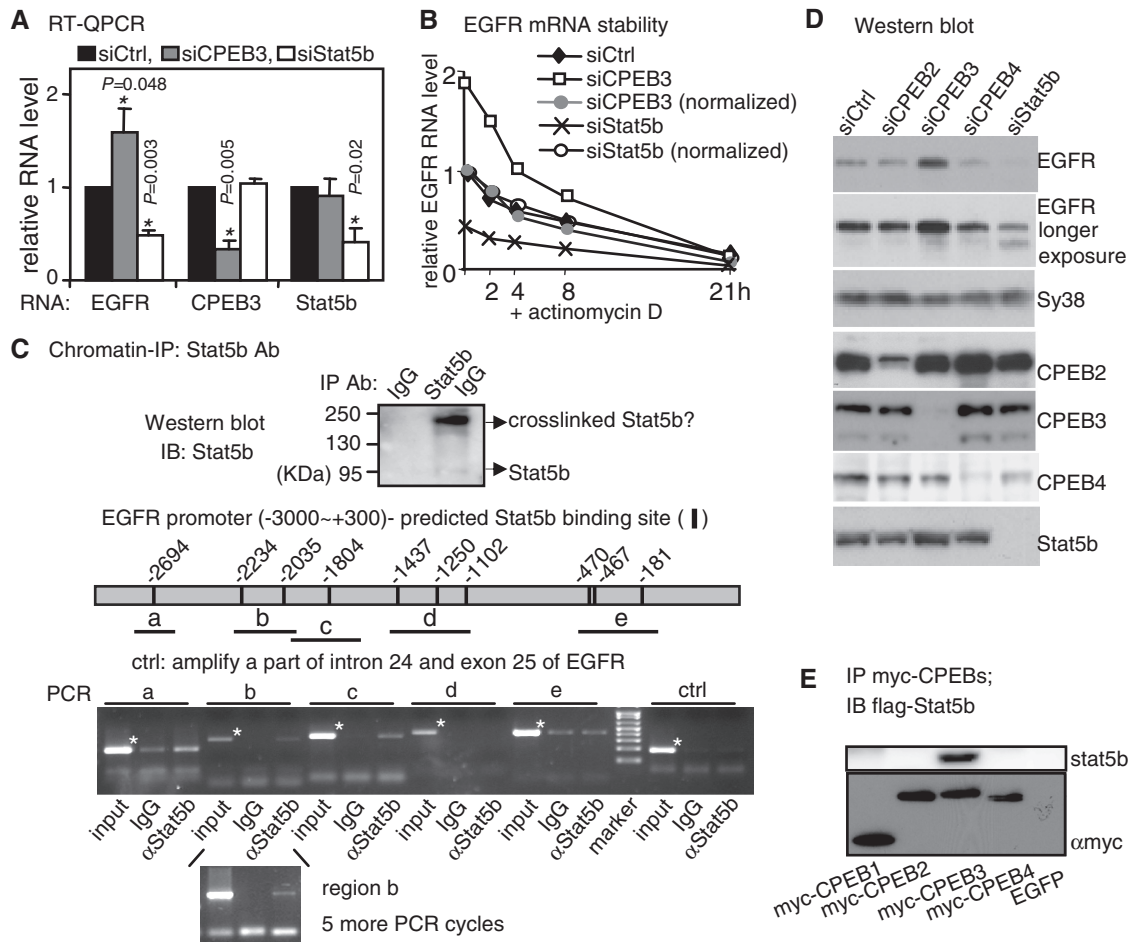 A RT-QPCR
siCtrl, siCPEB3, siStat5b
relative RNA level
2
1
0
P=0.048
*
P=0.003
*
P=0.005
*
P=0.02
*
RNA: EGFR CPEB3 Stat5b
B EGFR mRNA stability
siCtrl
siCPEB3
siCPEB3 (normalized)
siStat5b
siStat5b (normalized)
relative EGFR RNA level
2
1
0
2 4 8 21h
+ actinomycin D
C Chromatin-IP: Stat5b Ab
IP Ab: IgG Stat5b IgG
Western blot
IB: Stat5b
250
130
(KDa) 95
crosslinked Stat5b?
Stat5b
EGFR promoter (-3000~+300)- predicted Stat5b binding site ( )
-2694 -2234 -2035 -1804 -1437 -1250 -1102 -470 -467 -181
a b c d e
ctrl: amplify a part of intron 24 and exon 25 of EGFR
PCR a b c d e ctrl
* * * * * *
input IgG αStat5b input IgG αStat5b input IgG αStat5b input IgG αStat5b input IgG αStat5b marker input IgG αStat5b
region b
5 more PCR cycles
D Western blot
siCtrl siCPEB2 siCPEB3 siCPEB4 siStat5b
EGFR
EGFR
longer
exposure
Sy38
CPEB2
CPEB3
CPEB4
Stat5b
E IP myc-CPEBs;
IB flag-Stat5b
stat5b
αmyc
myc-CPEB1 myc-CPEB2 myc-CPEB3 myc-CPEB4 EGFP